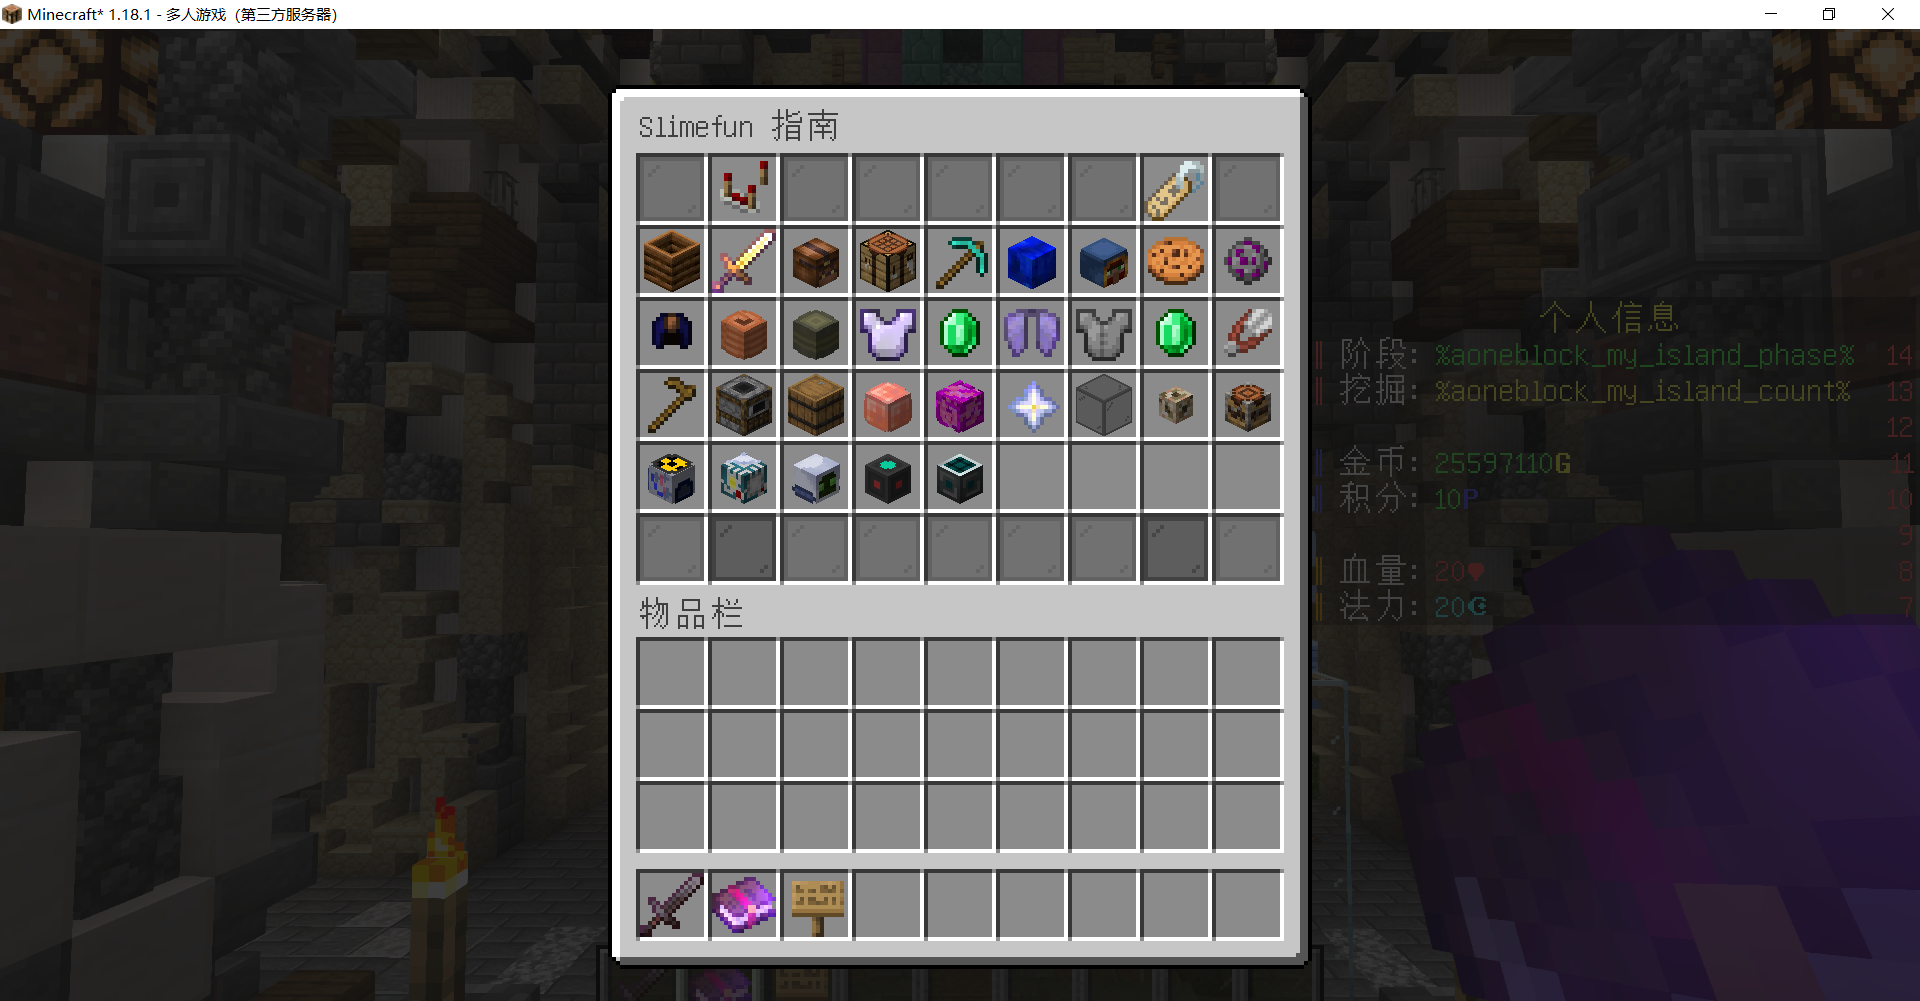 Minecraft* 1.18.1 - 多人游戏 (第三方服务器)
Slimefun 指南
物品栏
个人信息
阶段: %aoneblock_my_island_phase% 14
挖掘: %aoneblock_my_island_count% 13
12
金币: 25597110G 11
积分: 10P 10
9
血量: 20♥ 8
法力: 20☪ 7